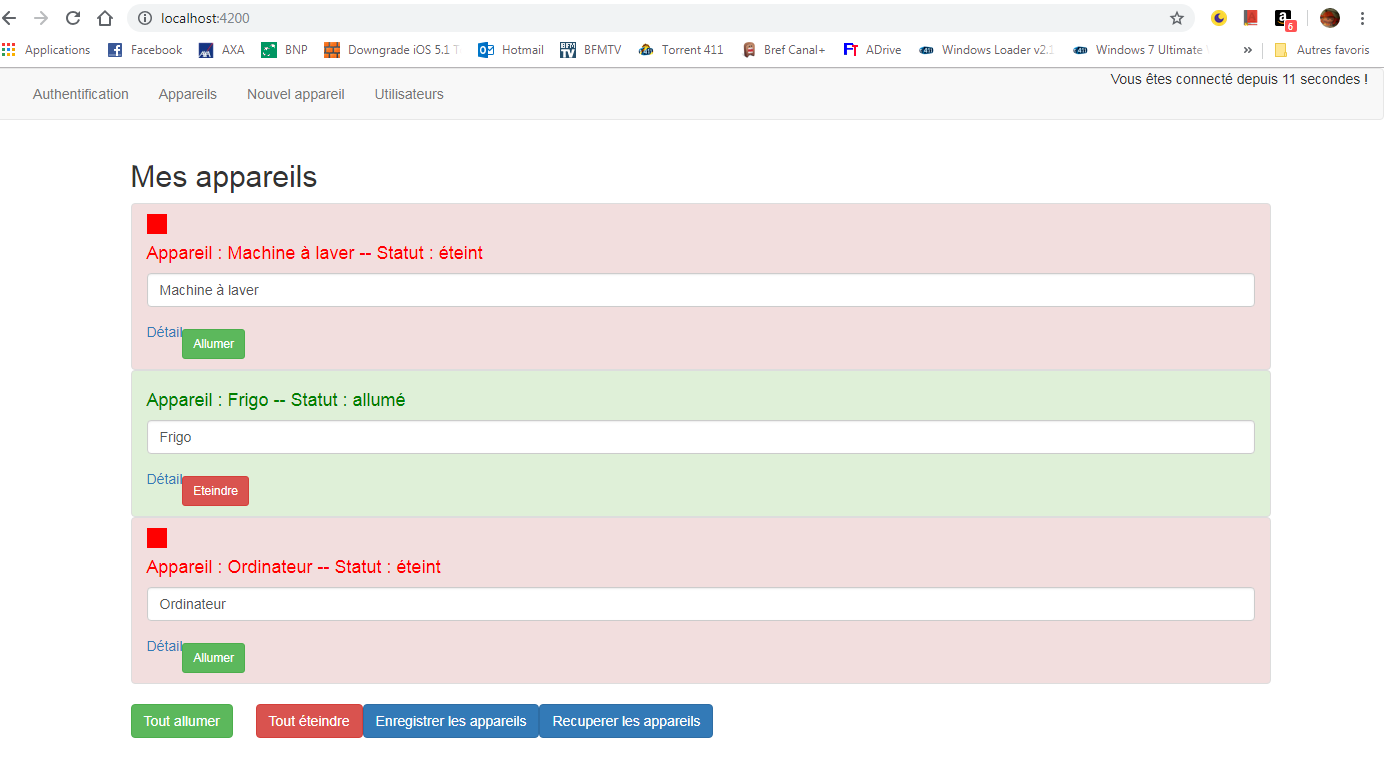 localhost:4200
6
Applications Facebook AXA BNP Downgrade iOS 5.1 Hotmail BFMTV Torrent 411 Bref Canal+ ADrive Windows Loader v2.1 Windows 7 Ultimate » Autres favoris
Vous êtes connecté depuis 11 secondes !
Authentification Appareils Nouvel appareil Utilisateurs
Mes appareils
Appareil : Machine à laver -- Statut : éteint
Machine à laver
Détail
Allumer
Appareil : Frigo -- Statut : allumé
Frigo
Détail
Eteindre
Appareil : Ordinateur -- Statut : éteint
Ordinateur
Détail
Allumer
Tout allumer Tout éteindre Enregistrer les appareils Recuperer les appareils